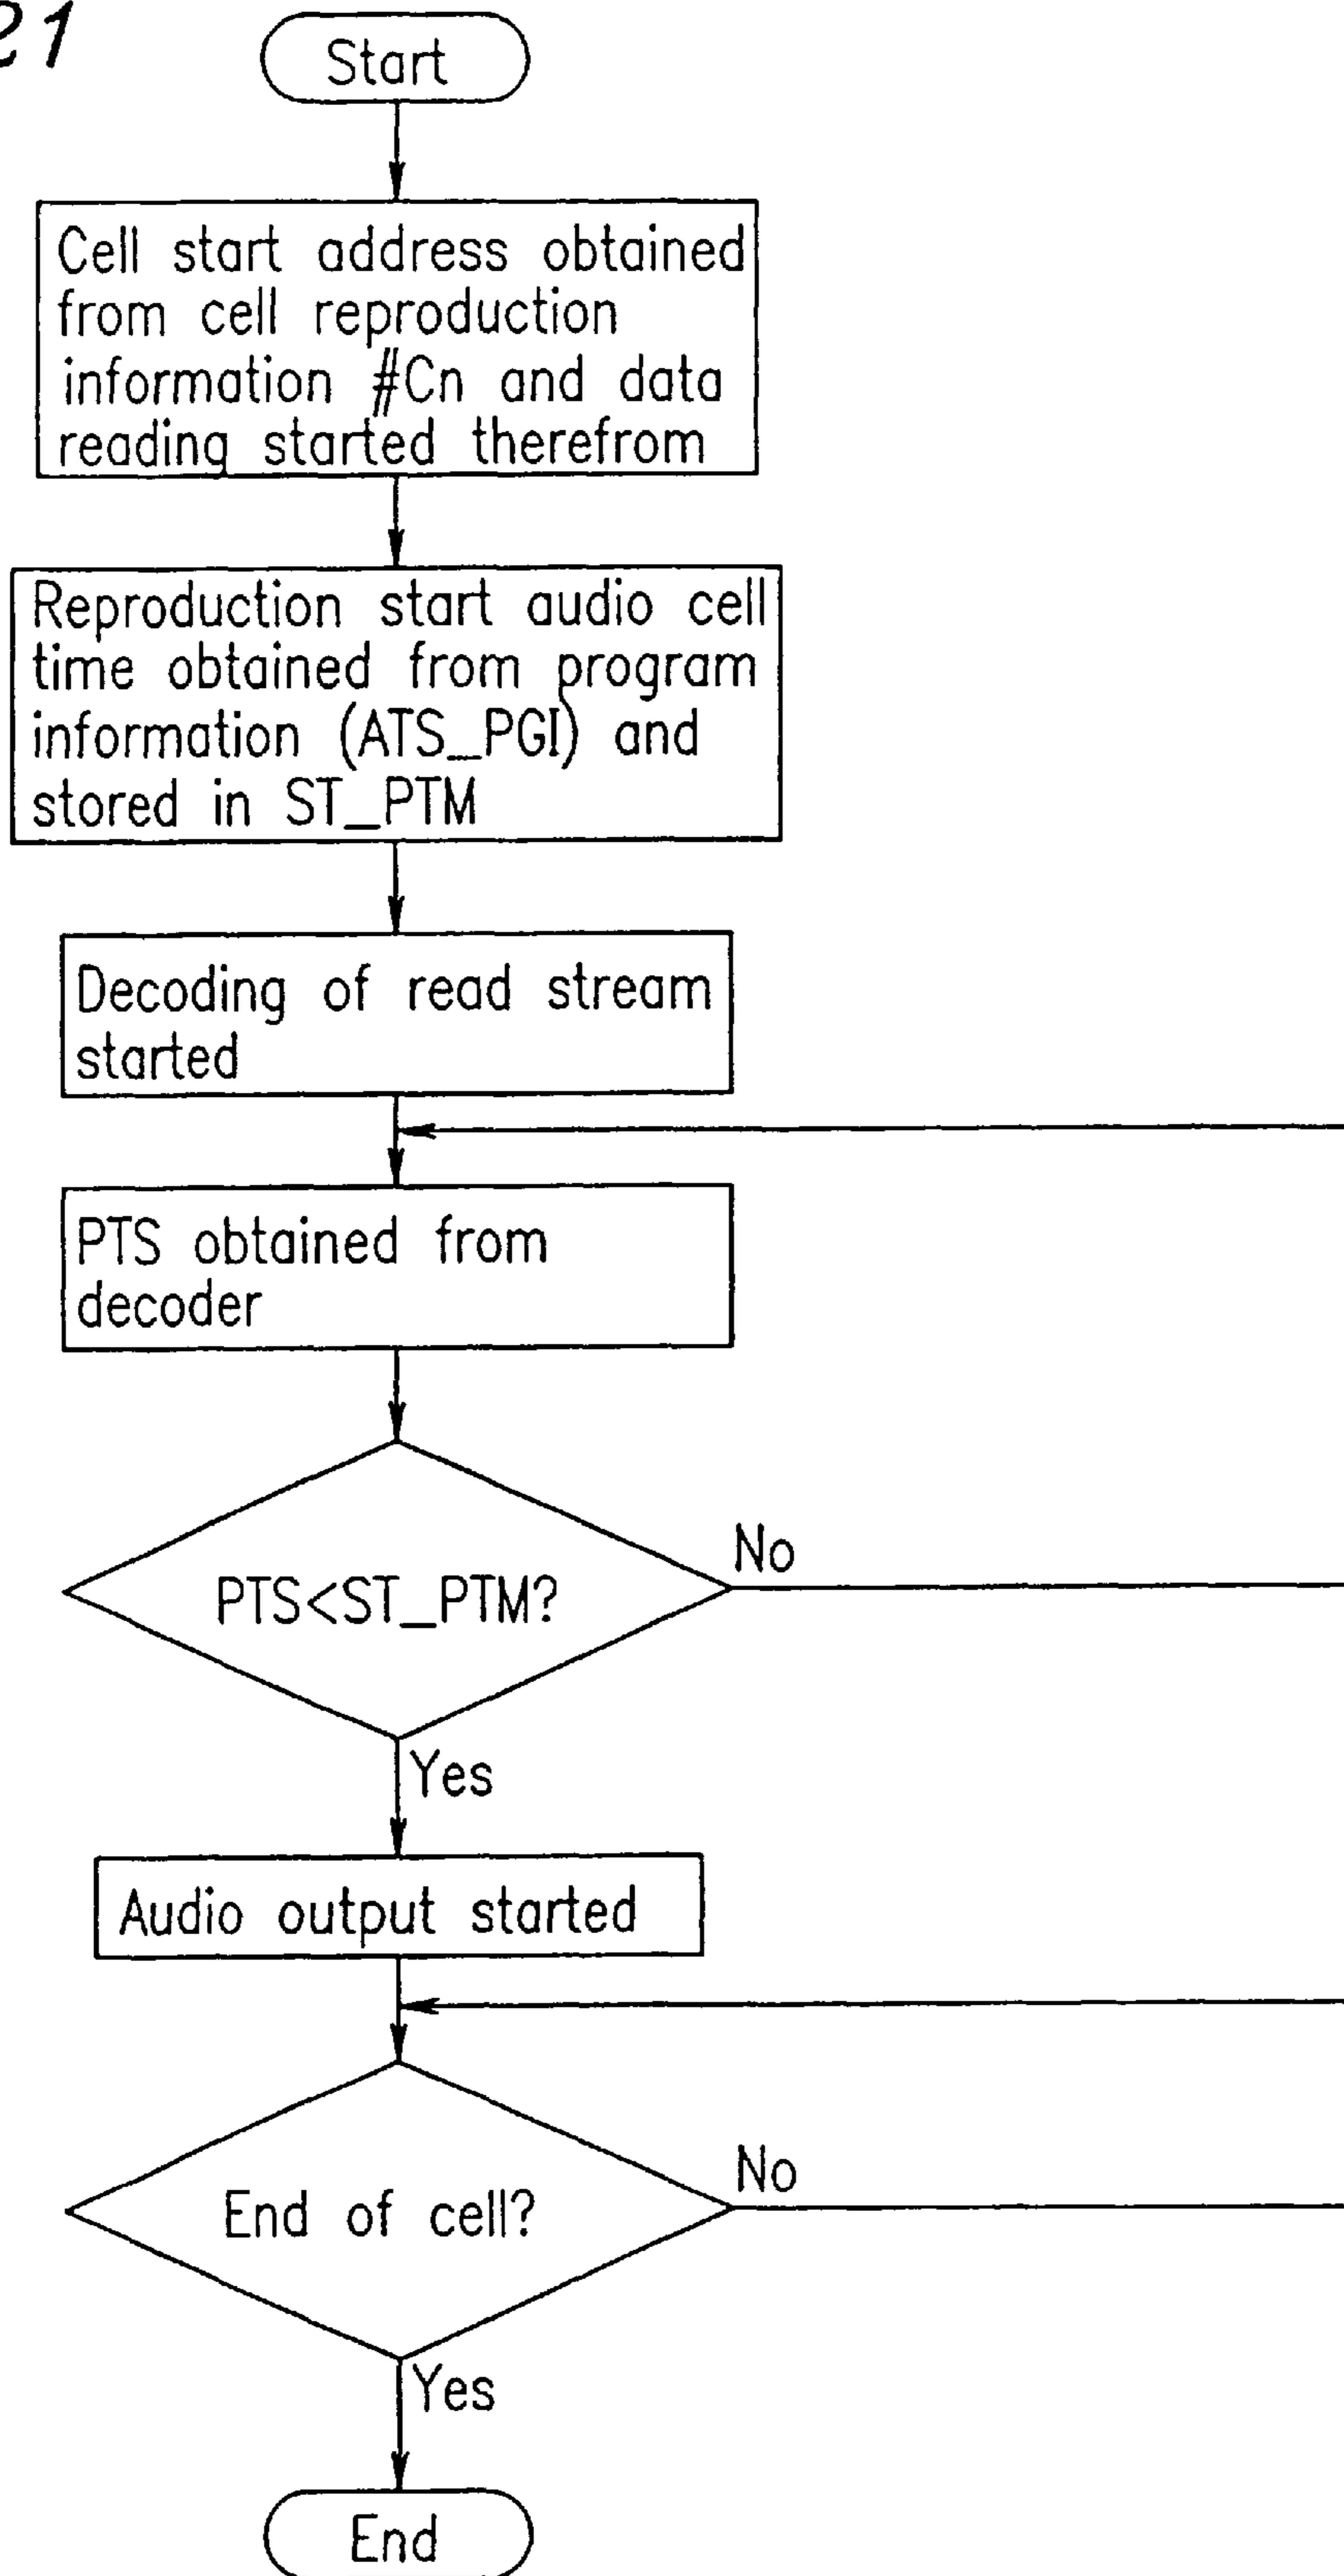 21
Start
Cell start address obtained
from cell reproduction
information #Cn and data
reading started therefrom
Reproduction start audio cell
time obtained from program
information (ATS_PGI) and
stored in ST_PTM
Decoding of read stream
started
PTS obtained from
decoder
PTS<ST_PTM?
No
Yes
Audio output started
End of cell?
No
Yes
End